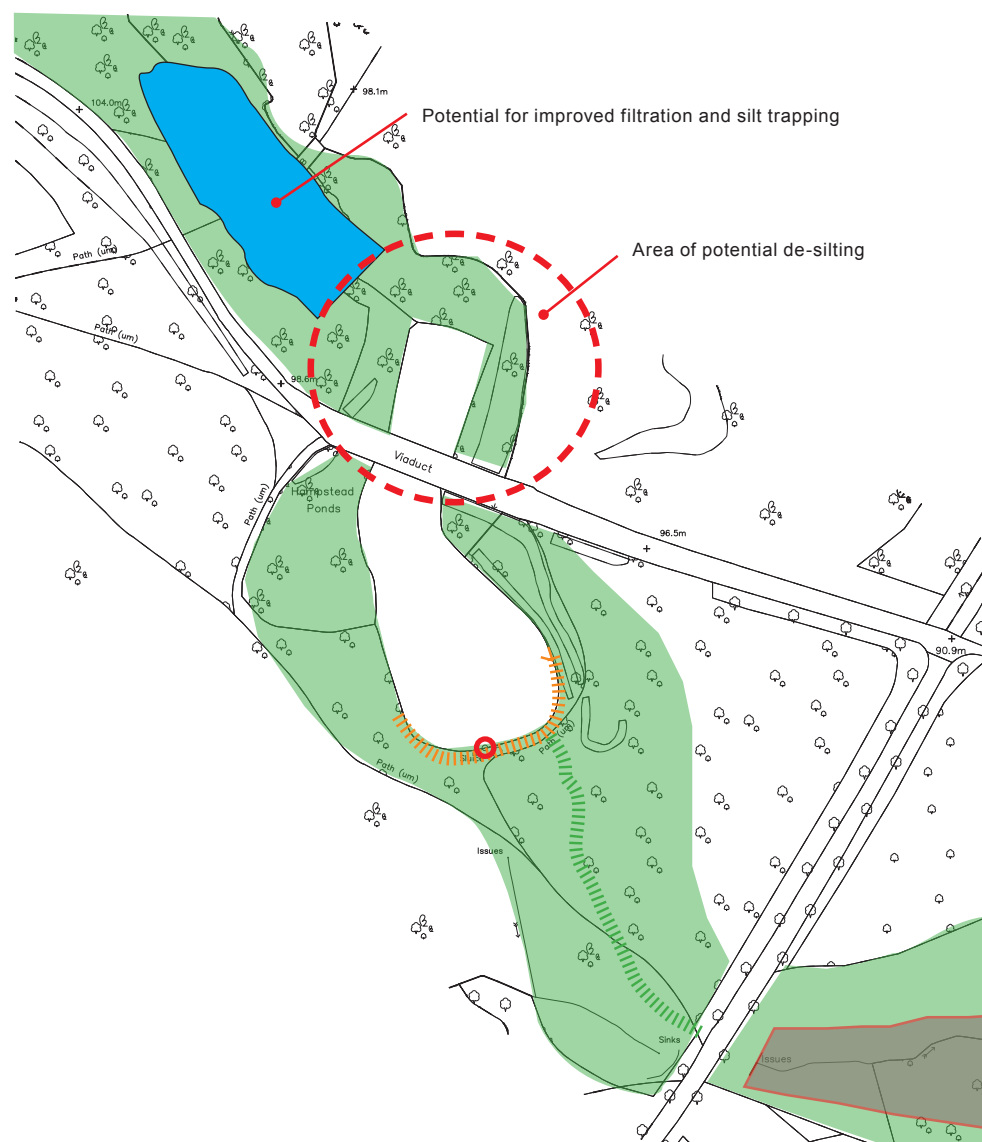 104.0m
98.1m
Potential for improved filtration and silt trapping
Area of potential de-silting
Path (um)
Path (um)
98.6m
Viaduct
Hampstead
Ponds
Path (um)
96.5m
90.9m
Path (um)
Sluice
Path (um)
Issues
Sinks
Issues